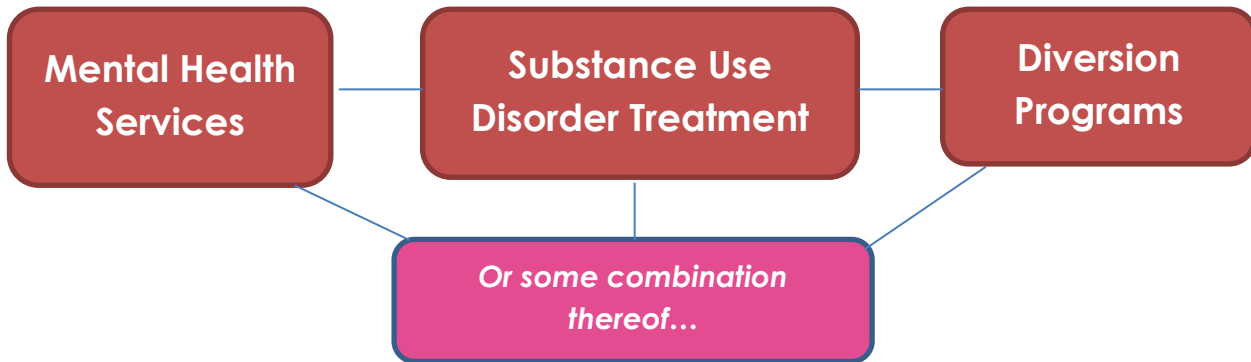 Mental Health
Services
Substance Use
Disorder Treatment
Diversion
Programs
Or some combination
thereof…